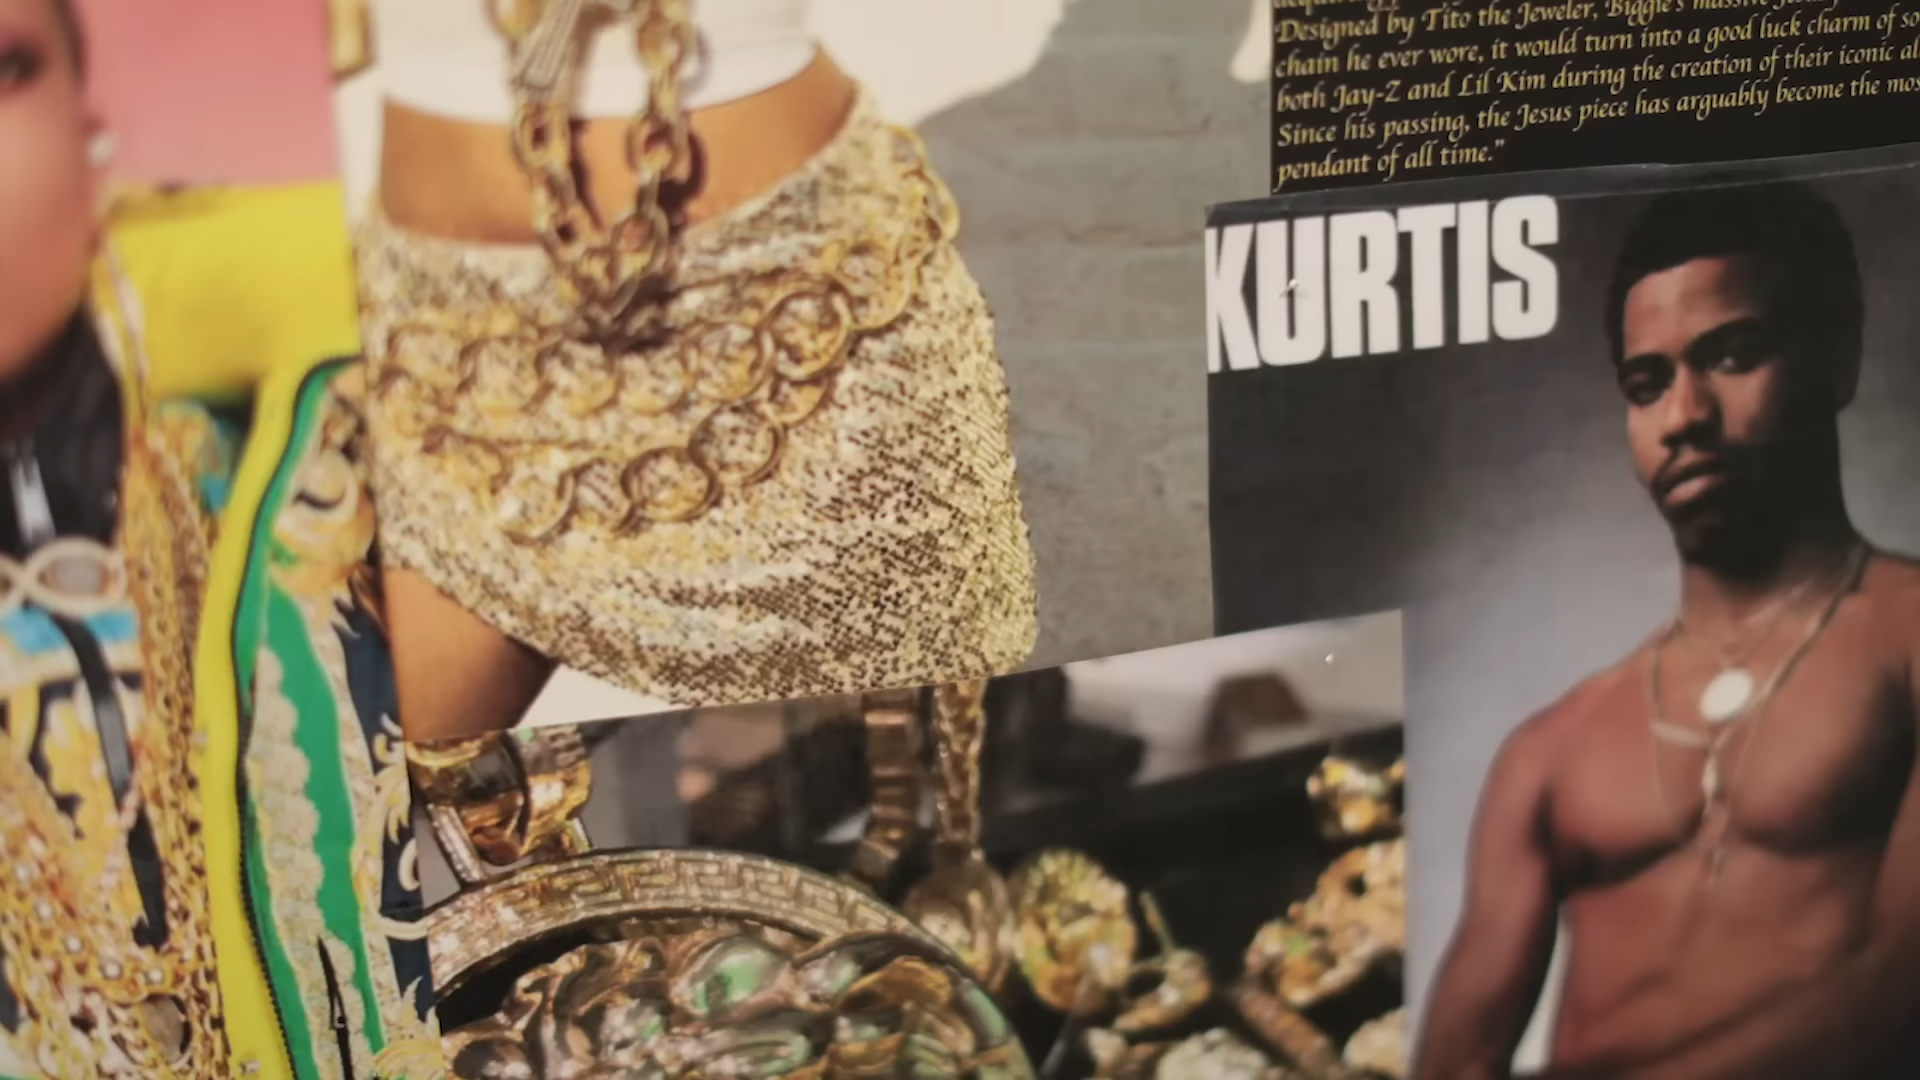 Designed by Tito the Jeweler, Biggie's massive
chain he ever wore, it would turn into a good luck charm of so
both Jay-Z and Lil Kim during the creation of their iconic al
Since his passing, the Jesus piece has arguably become the mos
pendant of all time."
KURTIS